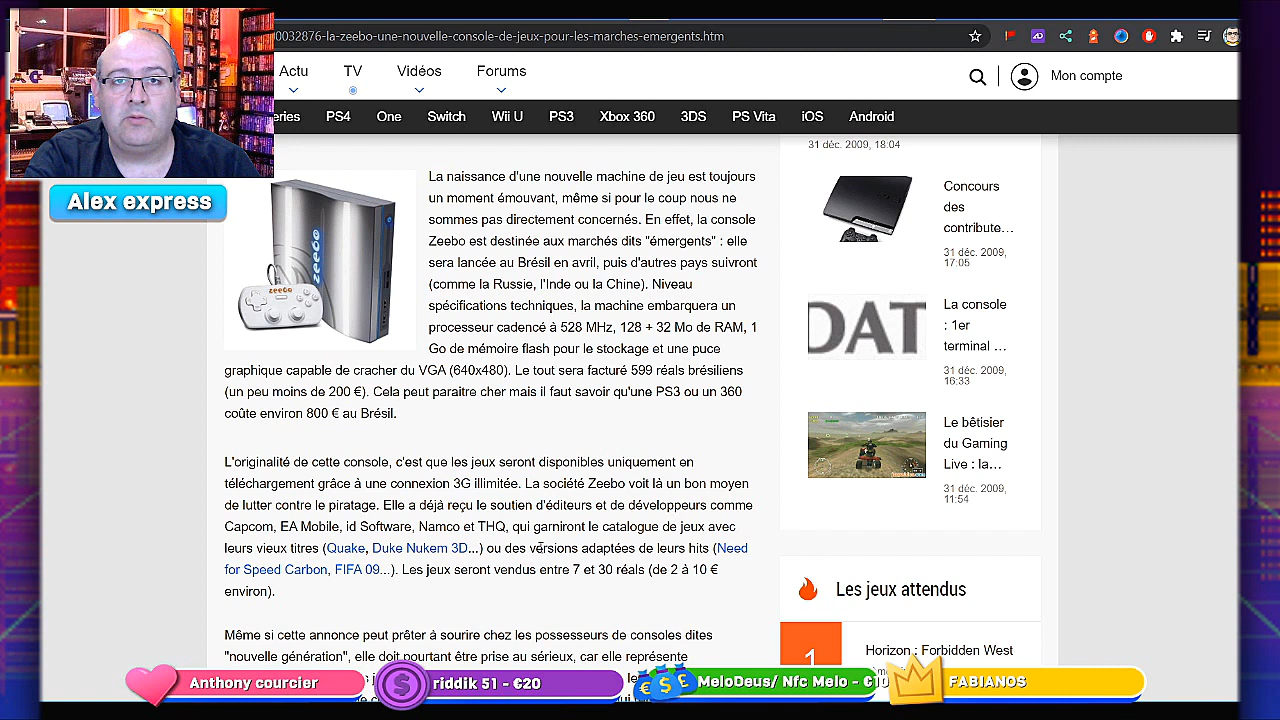 0032876-la-zeebo-une-nouvelle-console-de-jeux-pour-les-marches-emergents.htm
Actu
TV
Vidéos
Forums
Mon compte
eries
PS4
One
Switch
Wii U
PS3
Xbox 360
3DS
PS Vita
iOS
Android
Alex express
zeebo
zeebo
La naissance d'une nouvelle machine de jeu est toujours
un moment émouvant, même si pour le coup nous ne
sommes pas directement concernés. En effet, la console
Zeebo est destinée aux marchés dits "émergents" : elle
sera lancée au Brésil en avril, puis d'autres pays suivront
(comme la Russie, l'Inde ou la Chine). Niveau
spécifications techniques, la machine embarquera un
processeur cadencé à 528 MHz, 128 + 32 Mo de RAM, 1
Go de mémoire flash pour le stockage et une puce
graphique capable de cracher du VGA (640x480). Le tout sera facturé 599 réals brésiliens
(un peu moins de 200 €). Cela peut paraitre cher mais il faut savoir qu'une PS3 ou un 360
coûte environ 800 € au Brésil.
L'originalité de cette console, c'est que les jeux seront disponibles uniquement en
téléchargement grâce à une connexion 3G illimitée. La société Zeebo voit là un bon moyen
de lutter contre le piratage. Elle a déjà reçu le soutien d'éditeurs et de développeurs comme
Capcom, EA Mobile, id Software, Namco et THQ, qui garniront le catalogue de jeux avec
leurs vieux titres (Quake, Duke Nukem 3D...) ou des versions adaptées de leurs hits (Need
for Speed Carbon, FIFA 09...). Les jeux seront vendus entre 7 et 30 réals (de 2 à 10 €
environ).
Même si cette annonce peut prêter à sourire chez les possesseurs de consoles dites
"nouvelle génération", elle doit pourtant être prise au sérieux, car elle représente
31 déc. 2009, 18:04
Concours
des
contribute...
31 déc. 2009,
17:05
DAT
La console
: 1er
terminal ...
31 déc. 2009,
16:33
Le bêtisier
du Gaming
Live : la...
31 déc. 2009,
11:54
Les jeux attendus
1
Horizon : Forbidden West
Anthony courcier
riddik 51 - €20
MeloDeus/ Nfc Melo - €10
FABIANOS